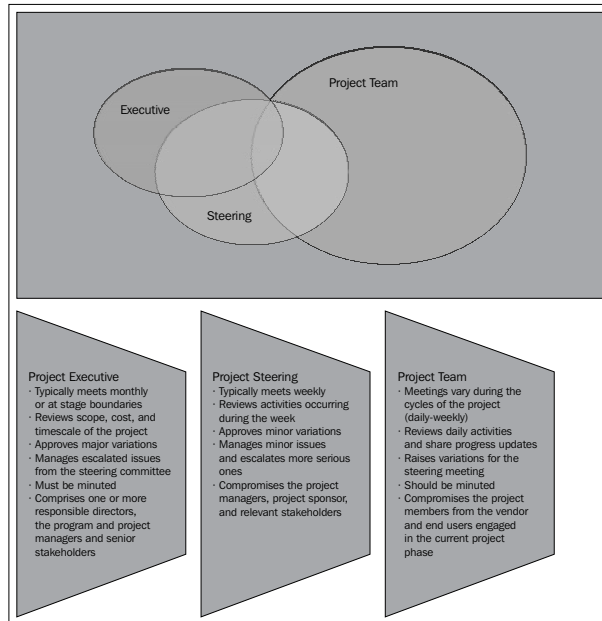 Executive
Project Team
Steering
Project Executive
· Typically meets monthly
or at stage boundaries
· Reviews scope, cost, and
timescale of the project
· Approves major variations
· Manages escalated issues
from the steering committee
· Must be minuted
· Comprises one or more
responsible directors,
the program and project
managers and senior
stakeholders
Project Steering
· Typically meets weekly
· Reviews activities occurring
during the week
· Approves minor variations
· Manages minor issues
and escalates more serious
ones
· Compromises the project
managers, project sponsor,
and relevant stakeholders
Project Team
· Meetings vary during the
cycles of the project
(daily-weekly)
· Reviews daily activities
and share progress updates
· Raises variations for the
steering meeting
· Should be minuted
· Compromises the project
members from the vendor
and end users engaged
in the current project
phase